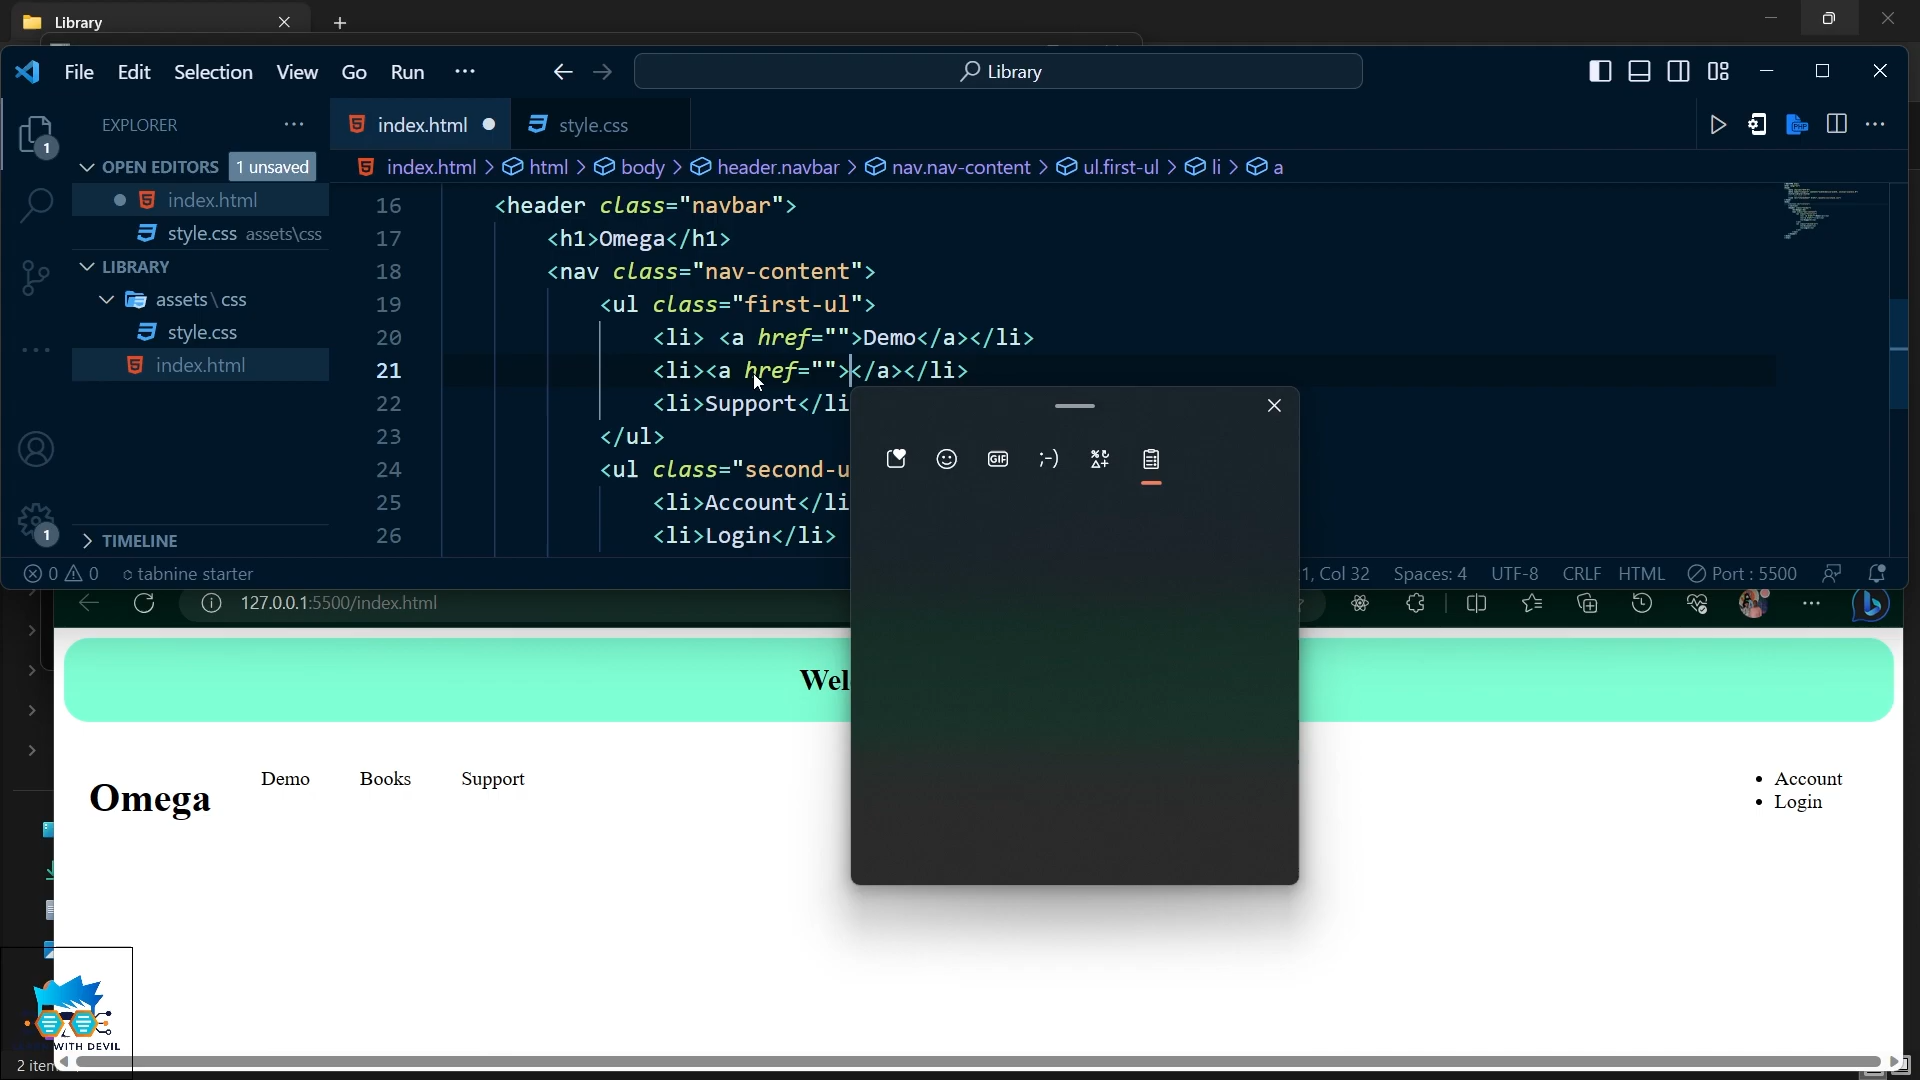 Library
File Edit Selection View Go Run ...
Library
EXPLORER
index.html
style.css
OPEN EDITORS 1 unsaved
index.html > html > body > header.navbar > nav.nav-content > ul.first-ul > li > a
index.html
style.css assets\css
LIBRARY
assets\css
style.css
index.html
TIMELINE
1
1
16 <header class="navbar">
17 <h1>Omega</h1>
18 <nav class="nav-content">
19 <ul class="first-ul">
20 <li> <a href="">Demo</a></li>
21 <li><a href=""></a></li>
22 <li>Support</li
23 </ul>
24 <ul class="second-u
25 <li>Account</li
26 <li>Login</li>
GIF
;-)
0 0 tabnine starter
1, Col 32 Spaces: 4 UTF-8 CRLF HTML Port : 5500
127.0.0.1:5500/index.html
Wel
Omega
Demo Books Support
Account
Login
WITH DEVIL
2 item